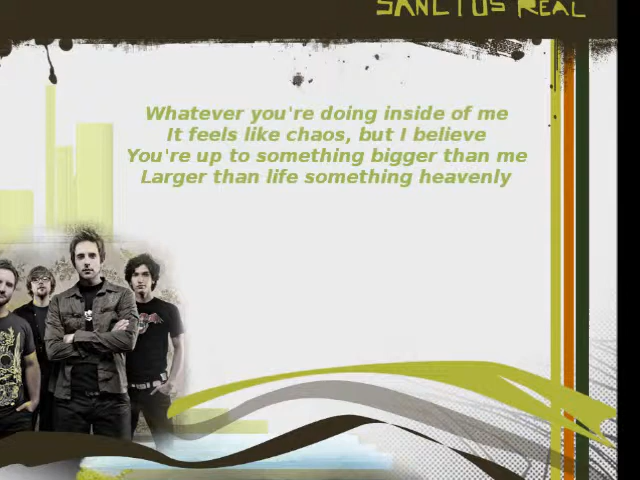 SANCTUS REAL
Whatever you're doing inside of me
It feels like chaos, but I believe
You're up to something bigger than me
Larger than life something heavenly